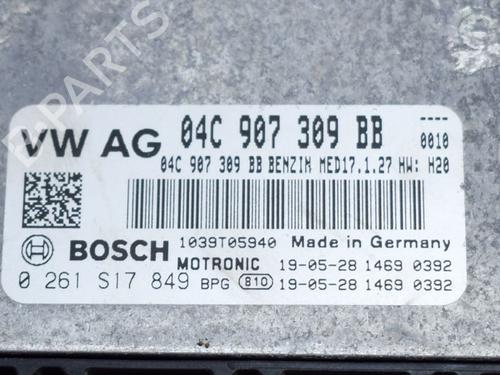 VW AG 04C 907 309 BB
----
0010
04C 907 309 BB BENZIN MED17.1.27 HW: H20
BOSCH 1039T05940 Made in Germany
MOTRONIC 19-05-28 1469 0392
0 261 S17 849 BPG 810 19-05-28 1469 0392
B-PARTS